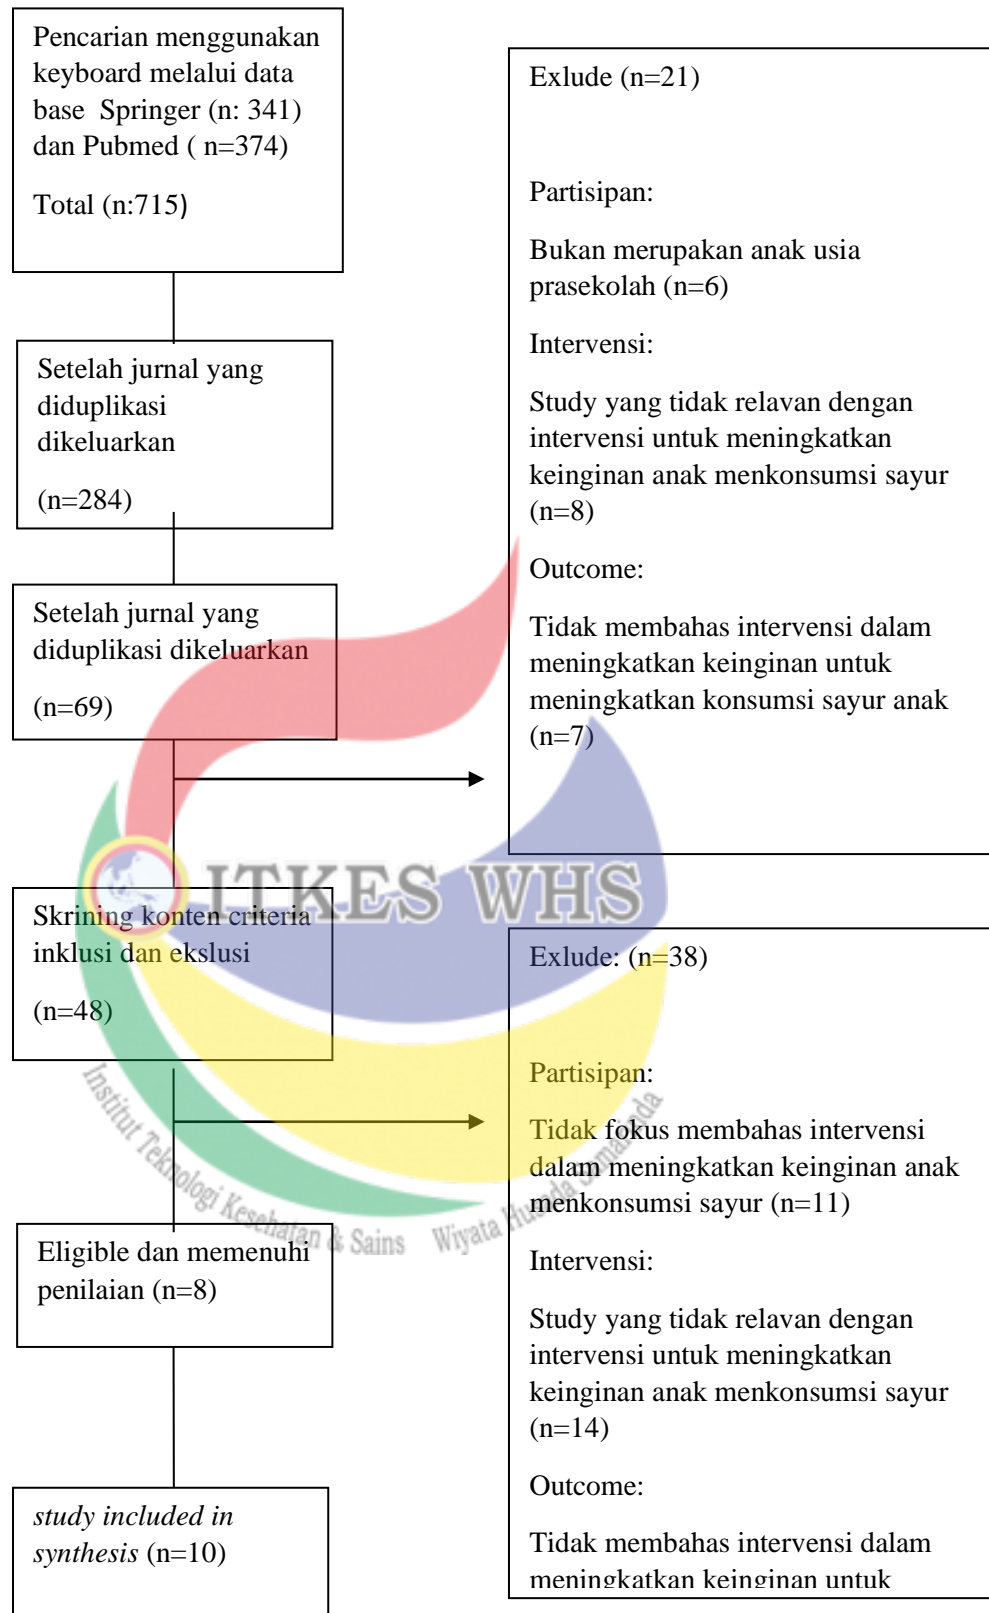 Pencarian menggunakan
keyboard melalui data
base Springer (n: 341)
dan Pubmed ( n=374)
Total (n:715)
Exlude (n=21)
Partisipan:
Bukan merupakan anak usia
prasekolah (n=6)
Intervensi:
Study yang tidak relavan dengan
intervensi untuk meningkatkan
keinginan anak menkonsumsi sayur
(n=8)
Outcome:
Tidak membahas intervensi dalam
meningkatkan keinginan untuk
meningkatkan konsumsi sayur anak
(n=7)
Setelah jurnal yang
diduplikasi
dikeluarkan
(n=284)
Setelah jurnal yang
diduplikasi dikeluarkan
(n=69)
ITKES WHS
Skrining konten criteria
inklusi dan ekslusi
(n=48)
Exlude: (n=38)
Partisipan:
Tidak fokus membahas intervensi
dalam meningkatkan keinginan anak
menkonsumsi sayur (n=11)
Intervensi:
Study yang tidak relavan dengan
intervensi untuk meningkatkan
keinginan anak menkonsumsi sayur
(n=14)
Outcome:
Tidak membahas intervensi dalam
meningkatkan keinginan untuk
Institut Teknologi Kesehatan & Sains Wiyata Husada Samarinda
Eligible dan memenuhi
penilaian (n=8)
study included in
synthesis (n=10)